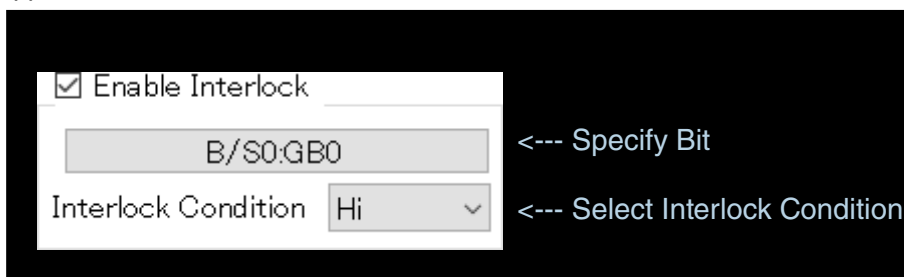 Enable Interlock
B/S0:GB0 <--- Specify Bit
Interlock Condition Hi <--- Select Interlock Condition